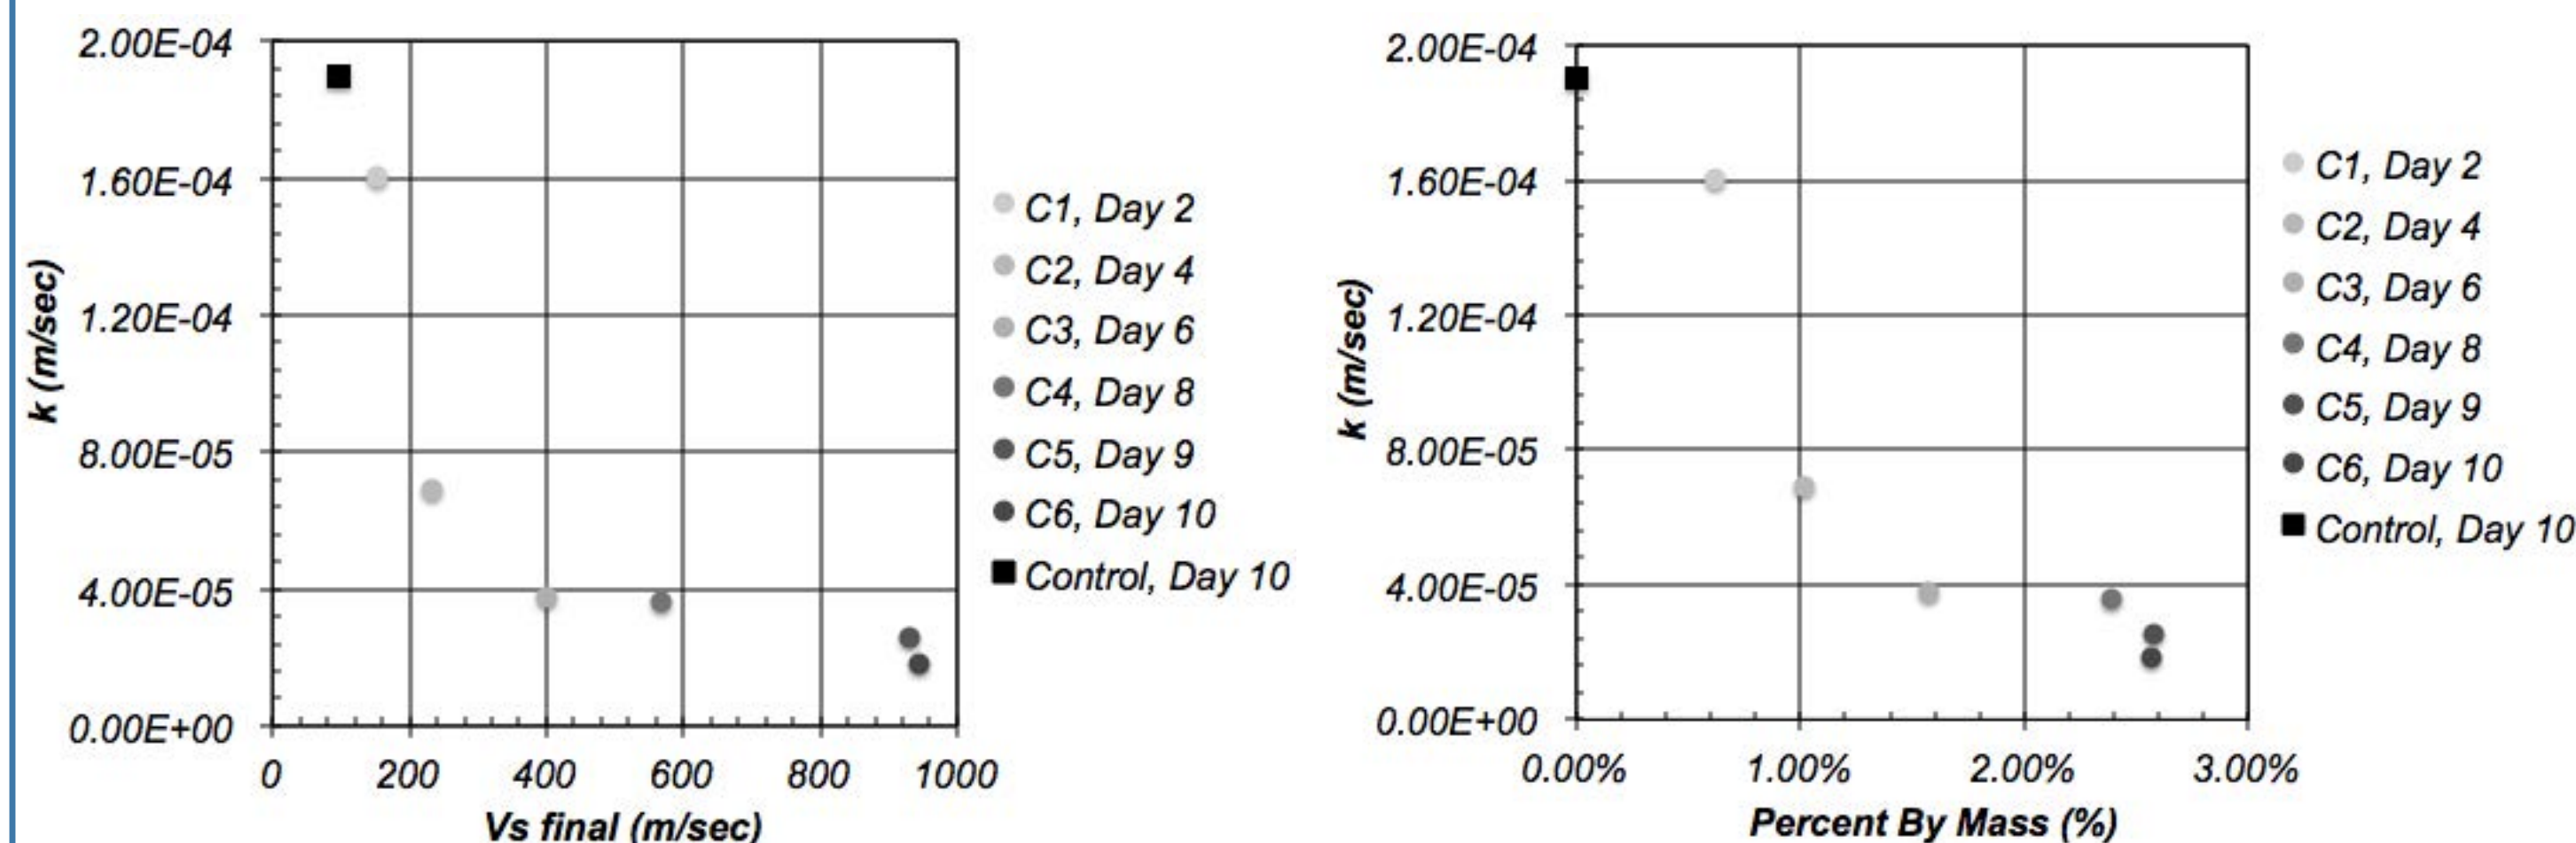 2.00E-04
1.60E-04
1.20E-04
8.00E-05
4.00E-05
0.00E+00
k (m/sec)
0 200 400 600 800 1000
Vs final (m/sec)
C1, Day 2
C2, Day 4
C3, Day 6
C4, Day 8
C5, Day 9
C6, Day 10
Control, Day 10
2.00E-04
1.60E-04
1.20E-04
8.00E-05
4.00E-05
0.00E+00
k (m/sec)
0.00% 1.00% 2.00% 3.00%
Percent By Mass (%)
C1, Day 2
C2, Day 4
C3, Day 6
C4, Day 8
C5, Day 9
C6, Day 10
Control, Day 10